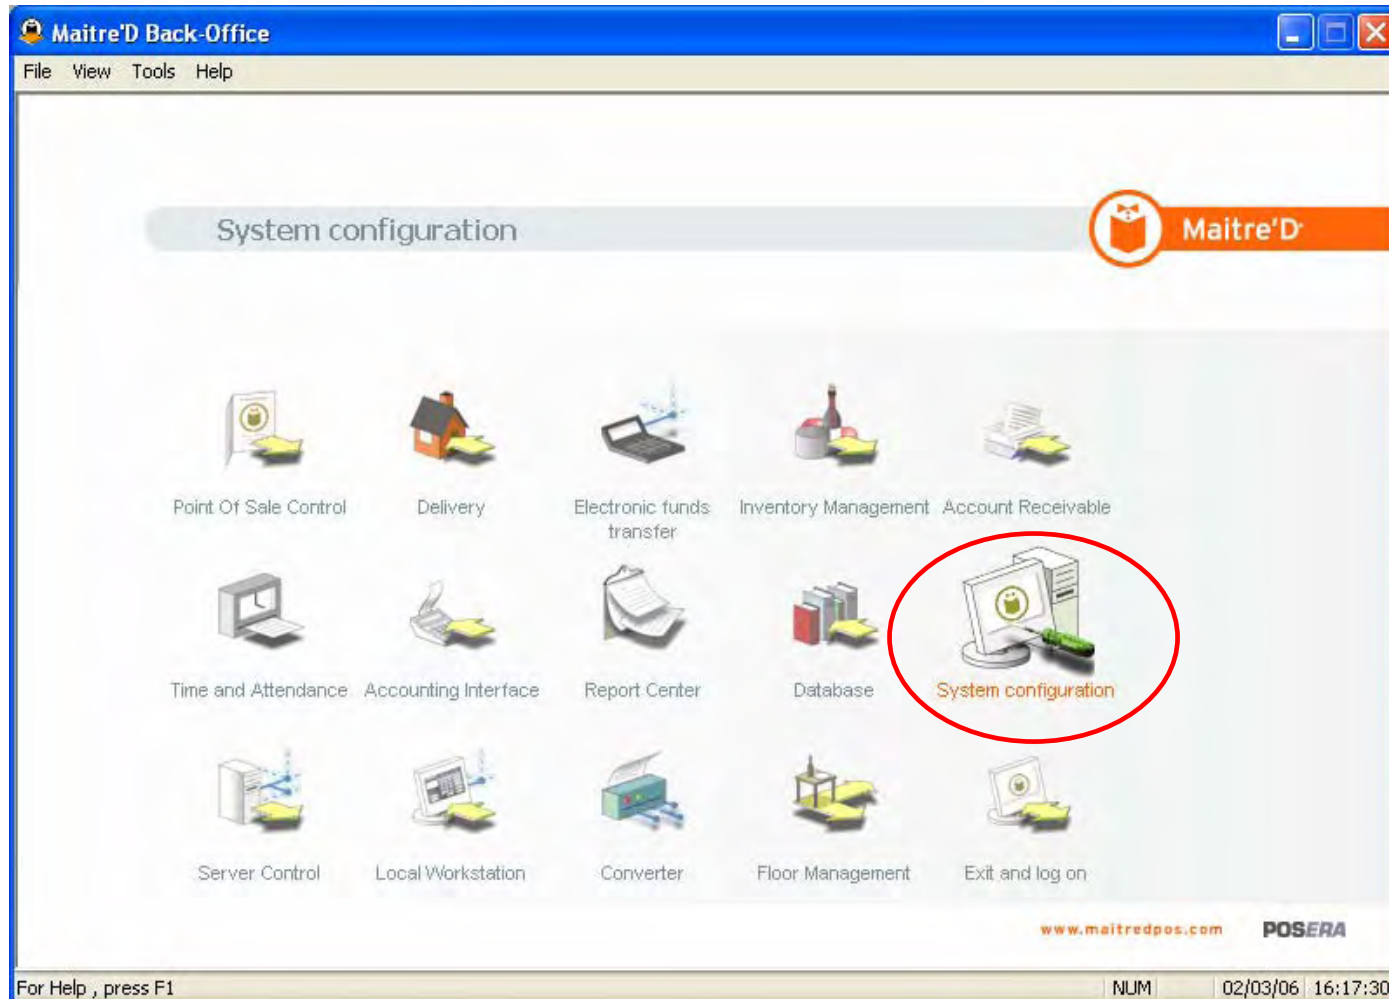 Maitre'D Back-Office
File View Tools Help
System configuration
Maitre'D
Point Of Sale Control
Delivery
Electronic funds
transfer
Inventory Management
Account Receivable
Time and Attendance
Accounting Interface
Report Center
Database
System configuration
Server Control
Local Workstation
Converter
Floor Management
Exit and log on
www.maitredpos.com POSERA
For Help , press F1 NUM 02/03/06 16:17:30